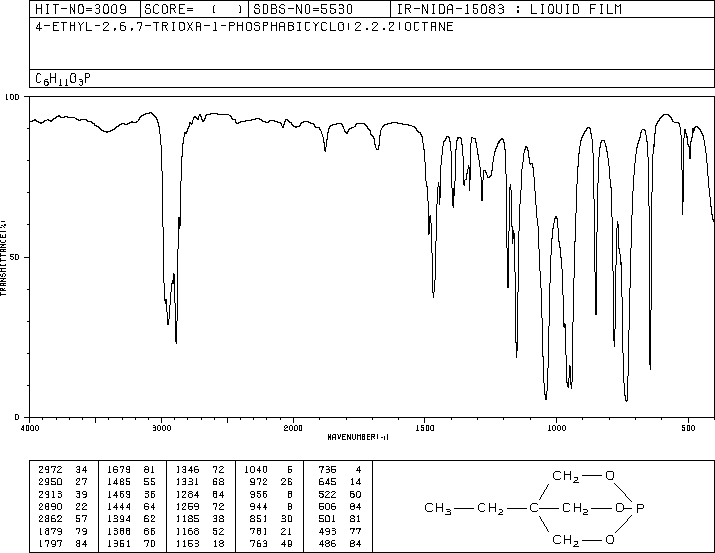 HIT-NO=3009 SCORE= ( ) SDBS-NO=5530 IR-NIDA-15083 : LIQUID FILM
4-ETHYL-2,6,7-TRIOXA-1-PHOSPHABICYCLO(2.2.2)OCTANE
C6H11O3P
100
50
0
TRANSMITTANCE(%)
4000 3000 2000 1500 1000 500
WAVENUMBER(-1)
2972 34 1679 81 1346 72 1040 5 736 4
2950 27 1485 55 1331 68 972 26 645 14
2913 39 1469 36 1284 64 956 8 522 60
2890 22 1444 64 1269 72 944 8 506 84
2862 57 1394 62 1185 38 851 30 501 81
1879 79 1388 66 1168 52 781 21 493 77
1797 84 1351 70 1153 18 763 49 486 84
CH2 O
CH3 CH2 C CH2 O P
CH2 O